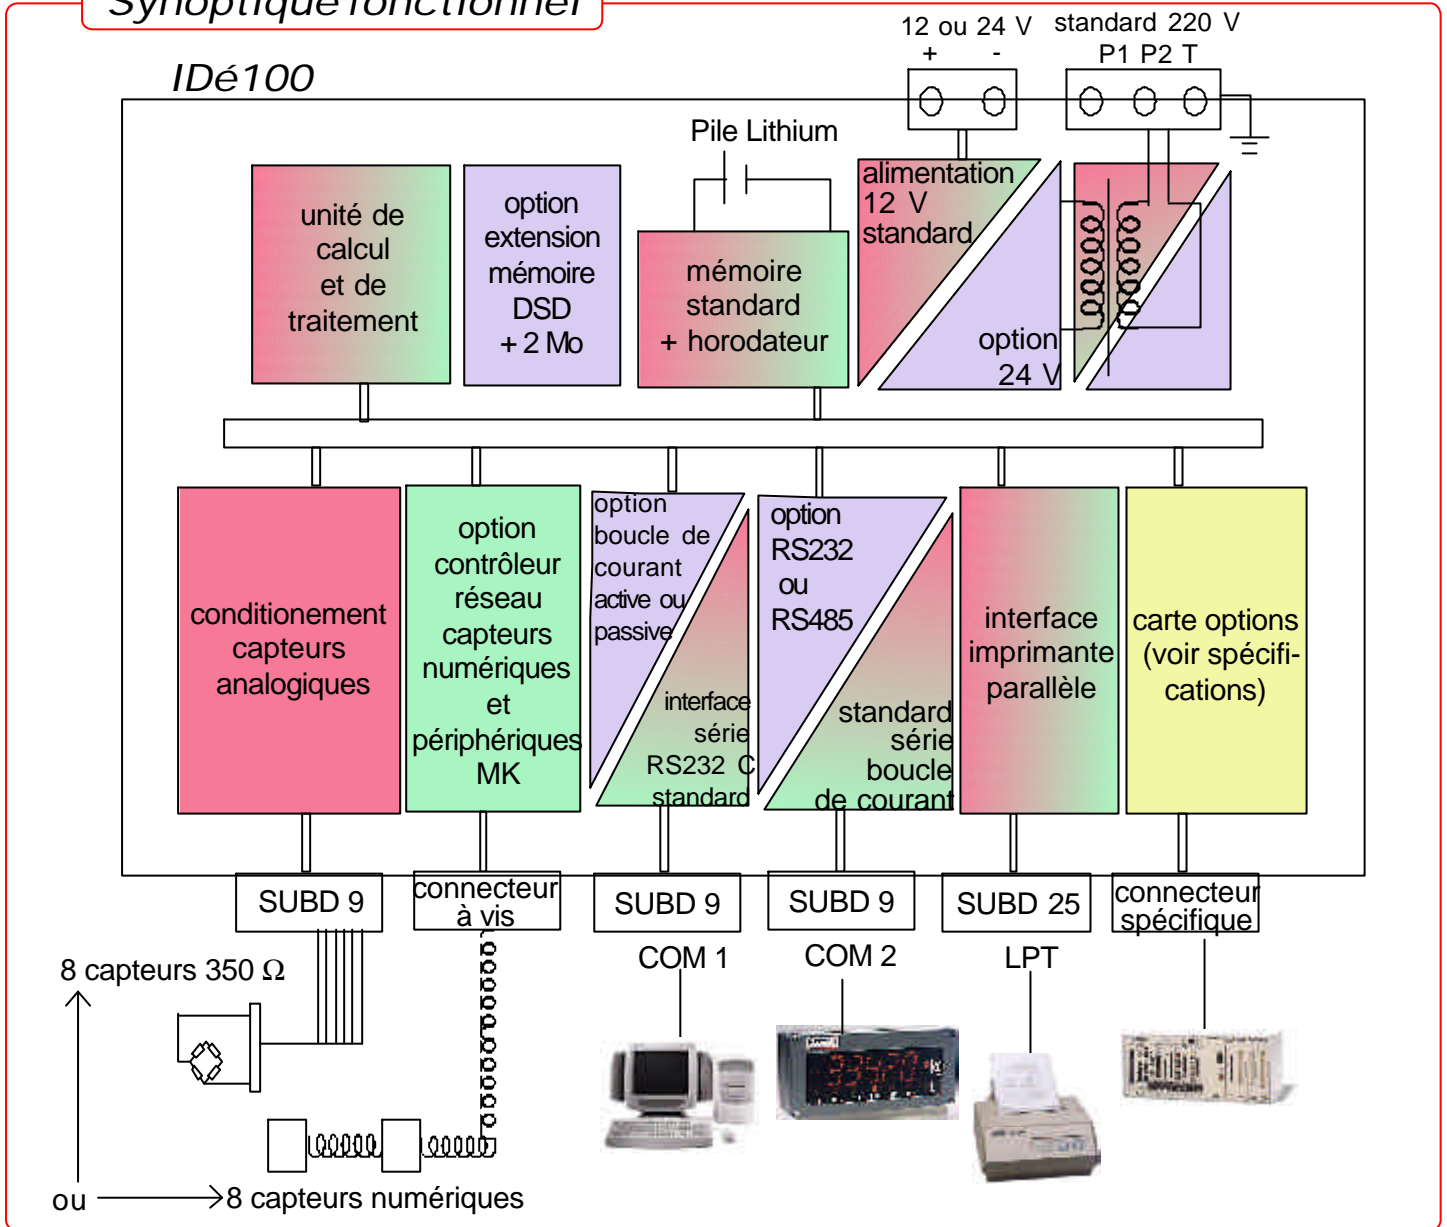 Synoptique fonctionnel
12 ou 24 V
+ -
standard 220 V
P1 P2 T
IDé100
Pile Lithium
unité de
calcul
et de
traitement
option
extension
mémoire
DSD
+ 2 Mo
mémoire
standard
+ horodateur
alimentation
12 V
standard
option
24 V
conditionement
capteurs
analogiques
option
contrôleur
réseau
capteurs
numériques
et
périphériques
MK
option
boucle de
courant
active ou
passive
interface
série
RS232 C
standard
option
RS232
ou
RS485
standard
série
boucle
de courant
interface
imprimante
parallèle
carte options
(voir spécifi-
cations)
SUBD 9
connecteur
à vis
SUBD 9
SUBD 9
SUBD 25
connecteur
spécifique
COM 1
COM 2
LPT
8 capteurs 350 Ω
ou
8 capteurs numériques